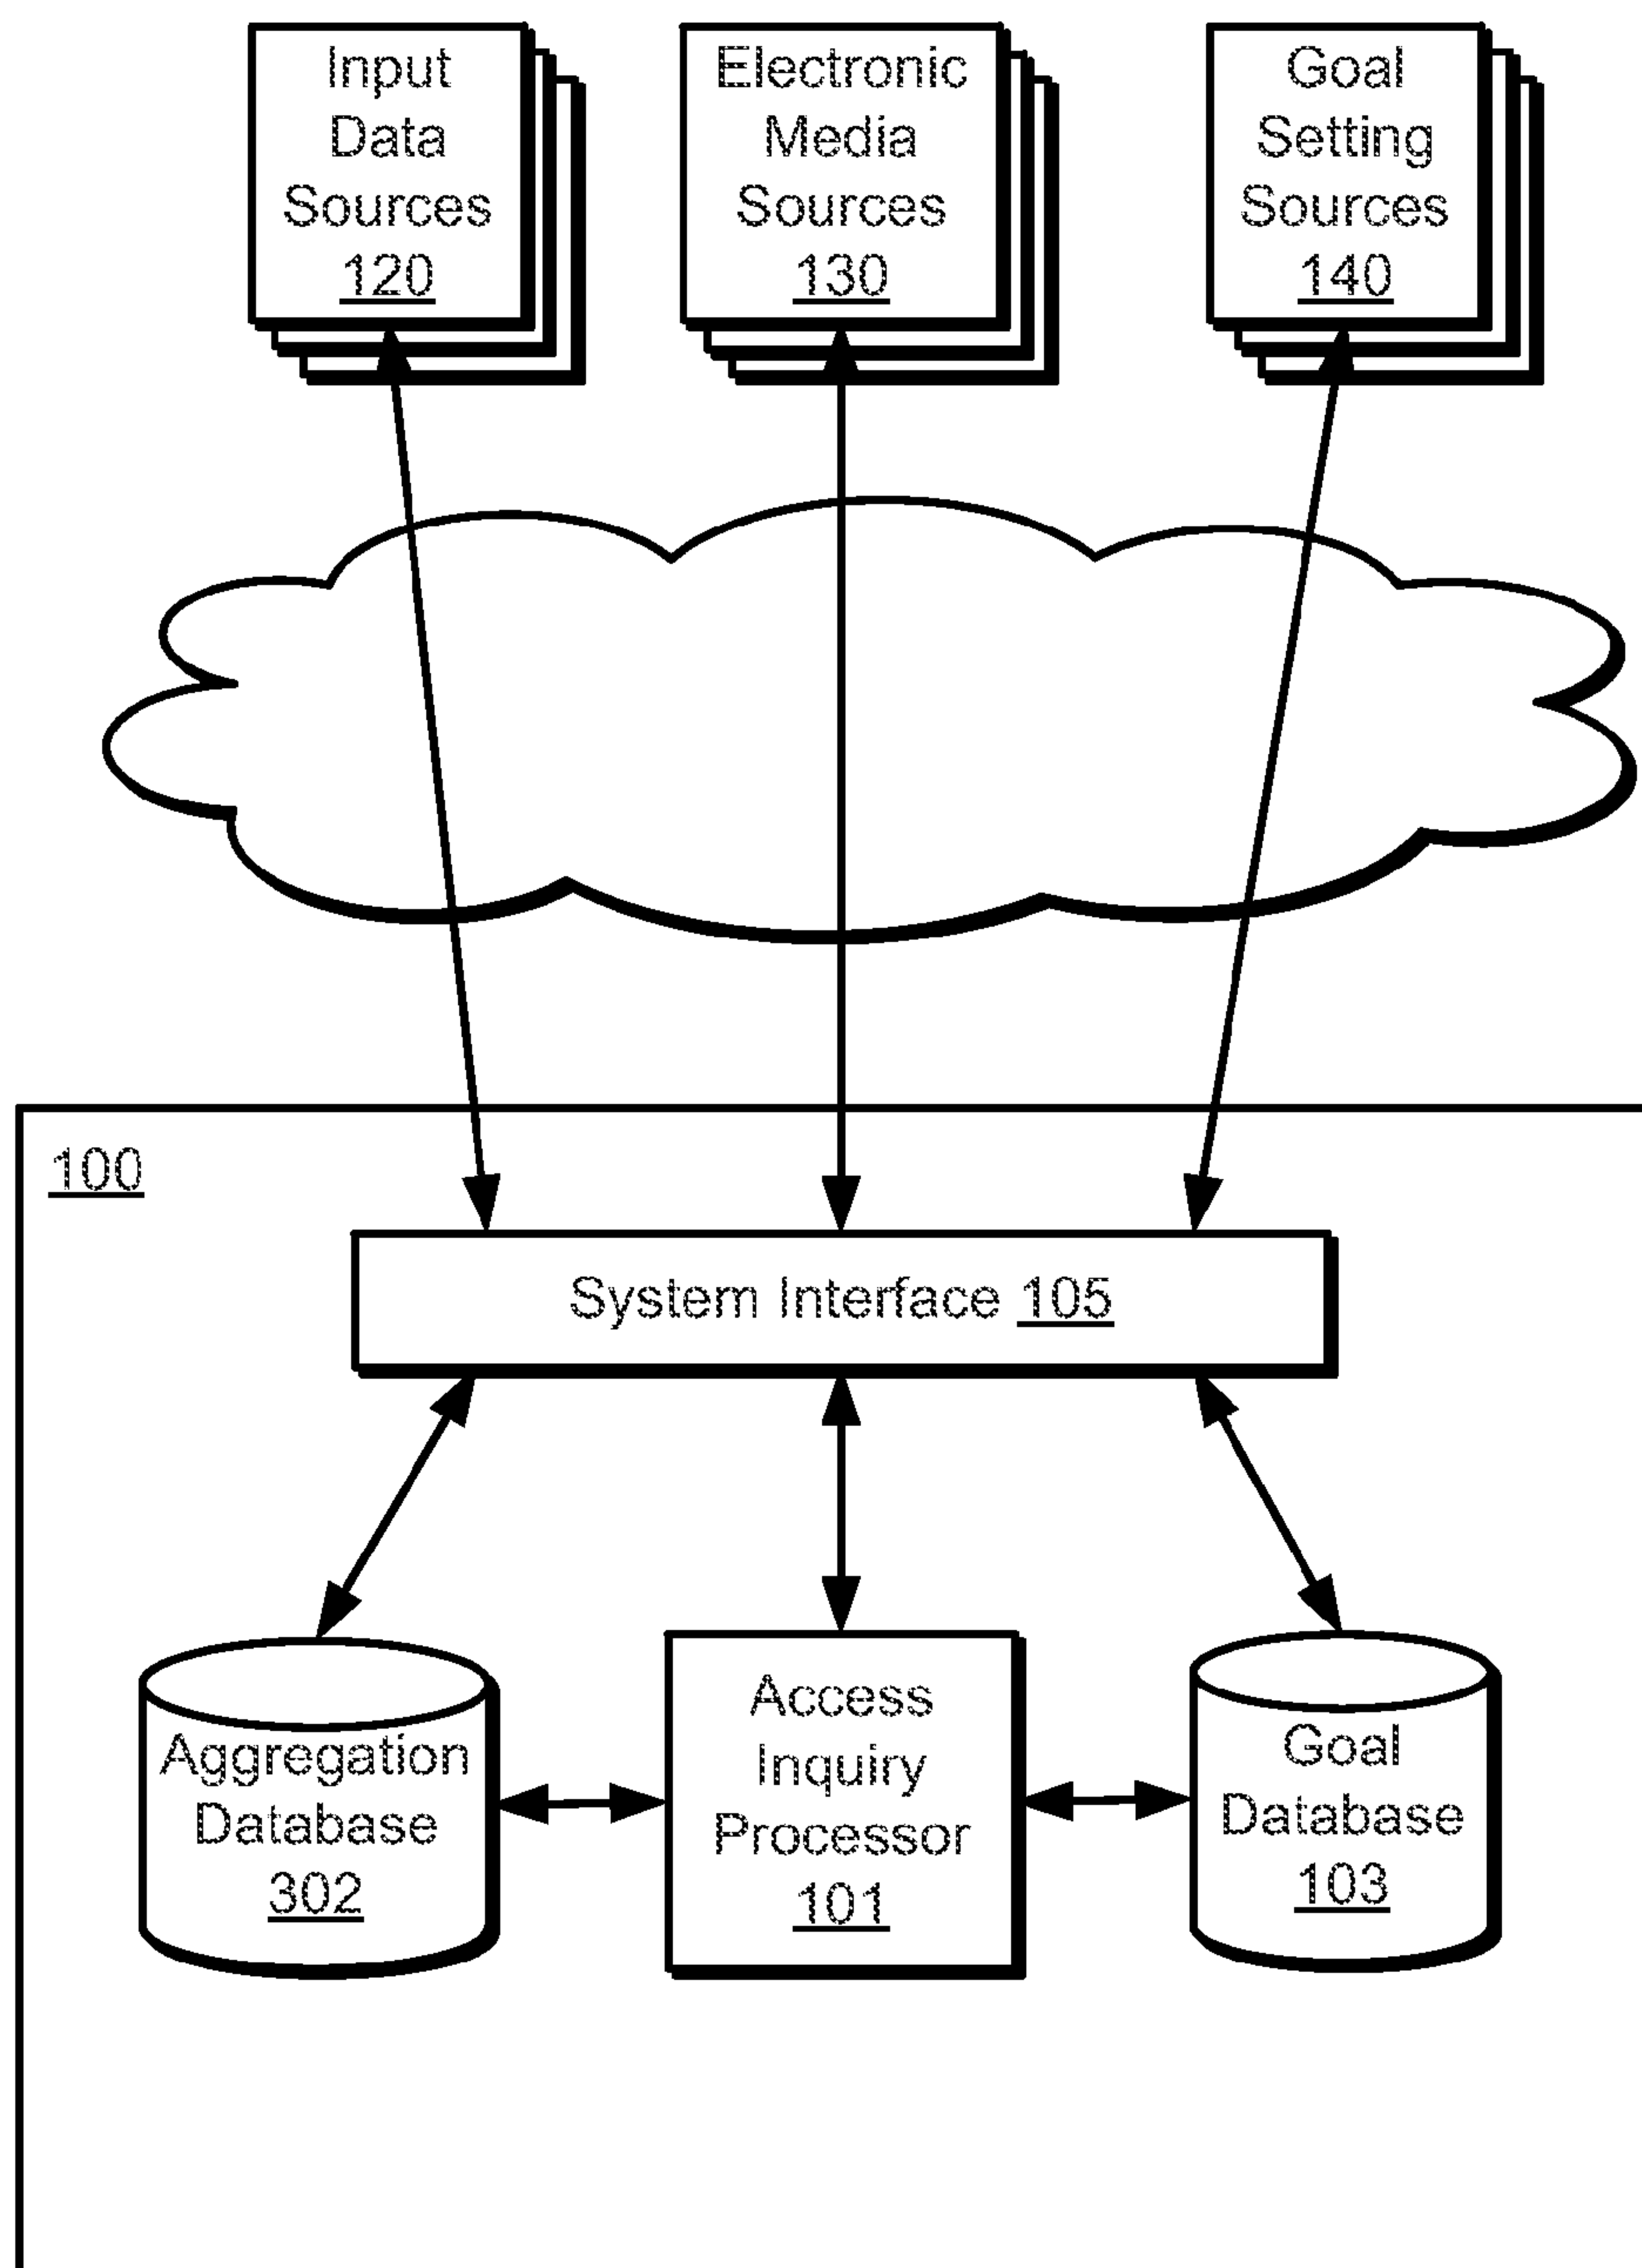 Input
Data
Sources
120
Electronic
Media
Sources
130
Goal
Setting
Sources
140
100
System Interface 105
Aggregation
Database
302
Access
Inquiry
Processor
101
Goal
Database
103